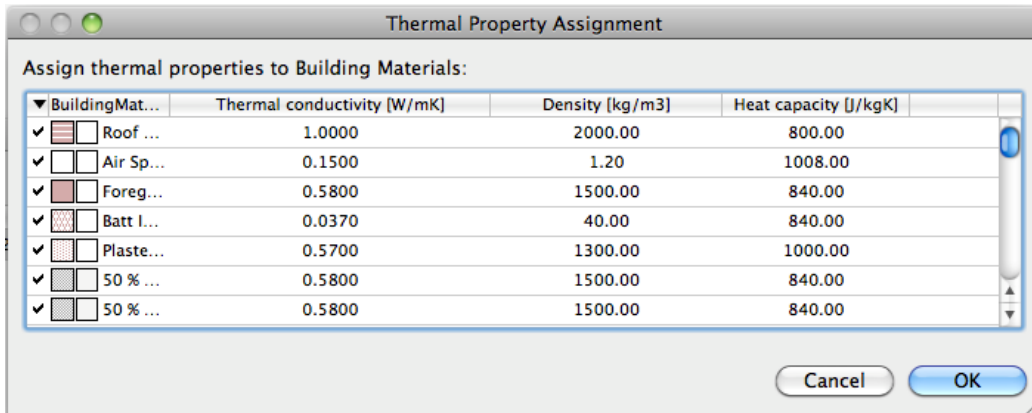 Thermal Property Assignment
Assign thermal properties to Building Materials:
BuildingMat... Thermal conductivity [W/mK] Density [kg/m3] Heat capacity [J/kgK]
Roof ... 1.0000 2000.00 800.00
Air Sp... 0.1500 1.20 1008.00
Foreg... 0.5800 1500.00 840.00
Batt I... 0.0370 40.00 840.00
Plaste... 0.5700 1300.00 1000.00
50 % ... 0.5800 1500.00 840.00
50 % ... 0.5800 1500.00 840.00
Cancel OK